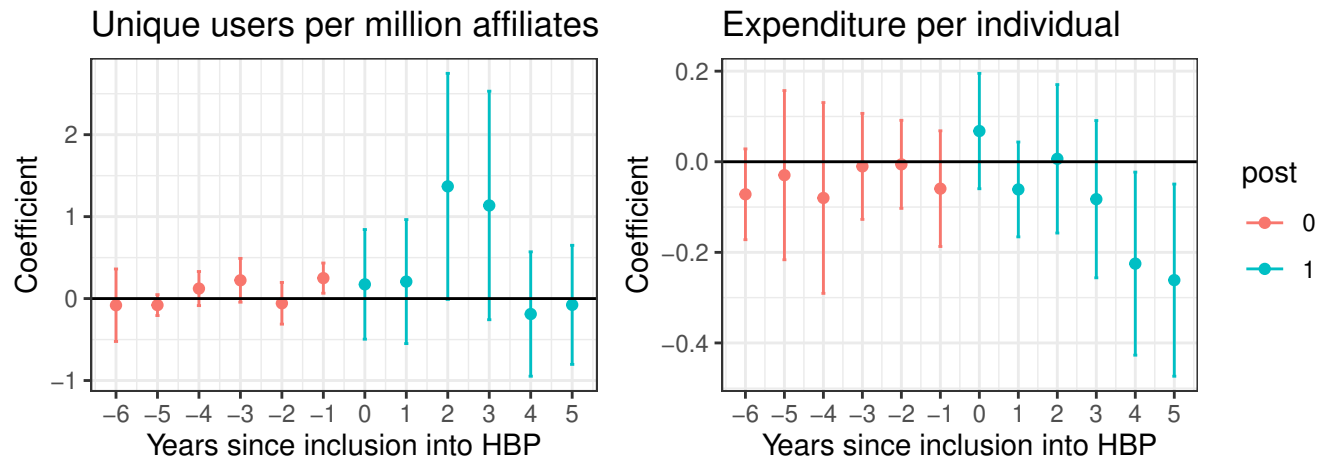 Unique users per million affiliates
Coefficient
2
1
0
−1
−6 −5 −4 −3 −2 −1 0 1 2 3 4 5
Years since inclusion into HBP
Expenditure per individual
Coefficient
0.2
0.0
−0.2
−0.4
−6 −5 −4 −3 −2 −1 0 1 2 3 4 5
Years since inclusion into HBP
post
0
1